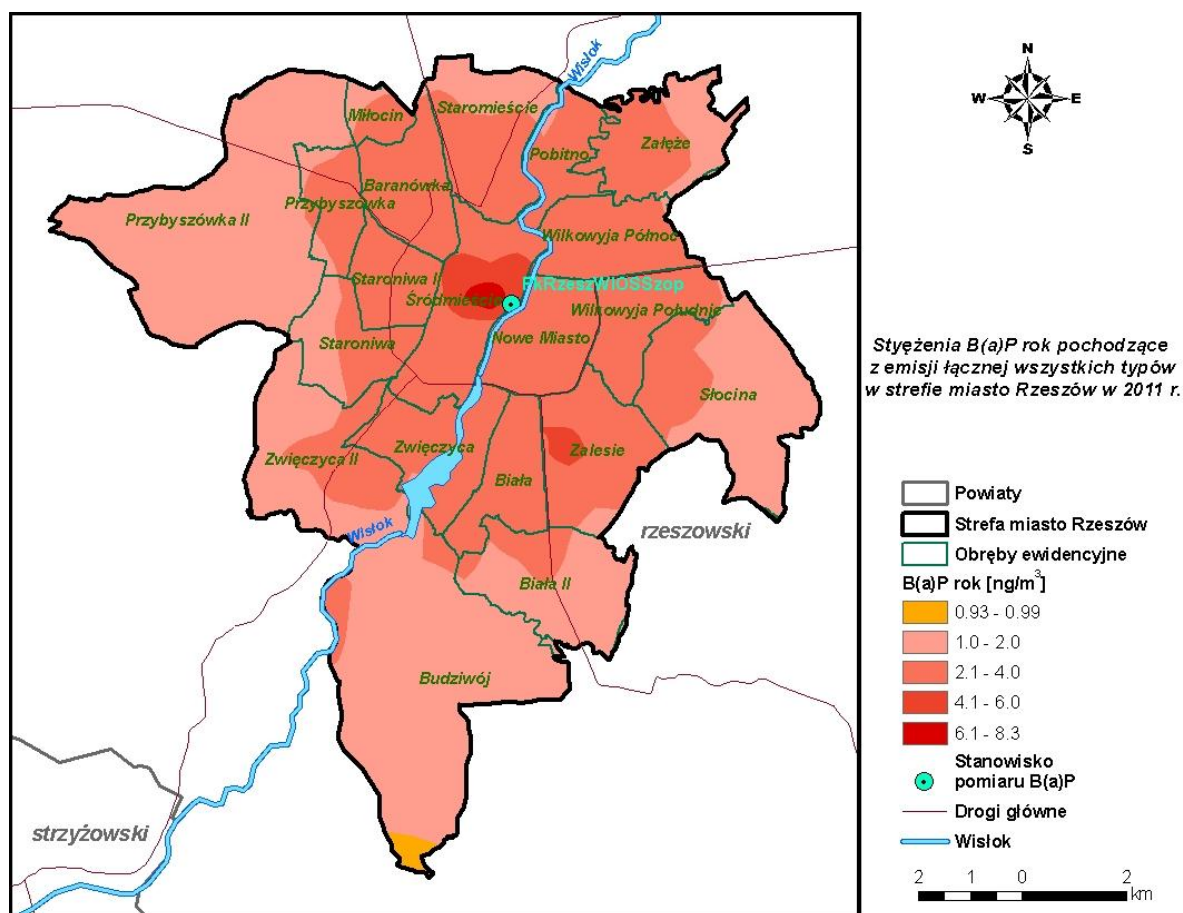 Wisłok
Miłocin
Staromieście
Pobitno
Załęże
Baranówka
Przybyszówka II
Przybyszówka
Wilkowyja Północ
Staroniwa I
PkRzeszWIOSSzop
Śródmieście
Wilkowyja Południe
Staroniwa
Nowe Miasto
Słocina
Zwięczyca
Zwięczyca II
Zalesie
Biała
Wisłok
rzeszowski
Biała II
Budziwój
strzyżowski
N
W E
S
Styężenia B(a)P rok pochodzące
z emisji łącznej wszystkich typów
w strefie miasto Rzeszów w 2011 r.
Powiaty
Strefa miasto Rzeszów
Obręby ewidencyjne
B(a)P rok [ng/m³]
0.93 - 0.99
1.0 - 2.0
2.1 - 4.0
4.1 - 6.0
6.1 - 8.3
Stanowisko
pomiaru B(a)P
Drogi główne
Wisłok
2 1 0 2
km